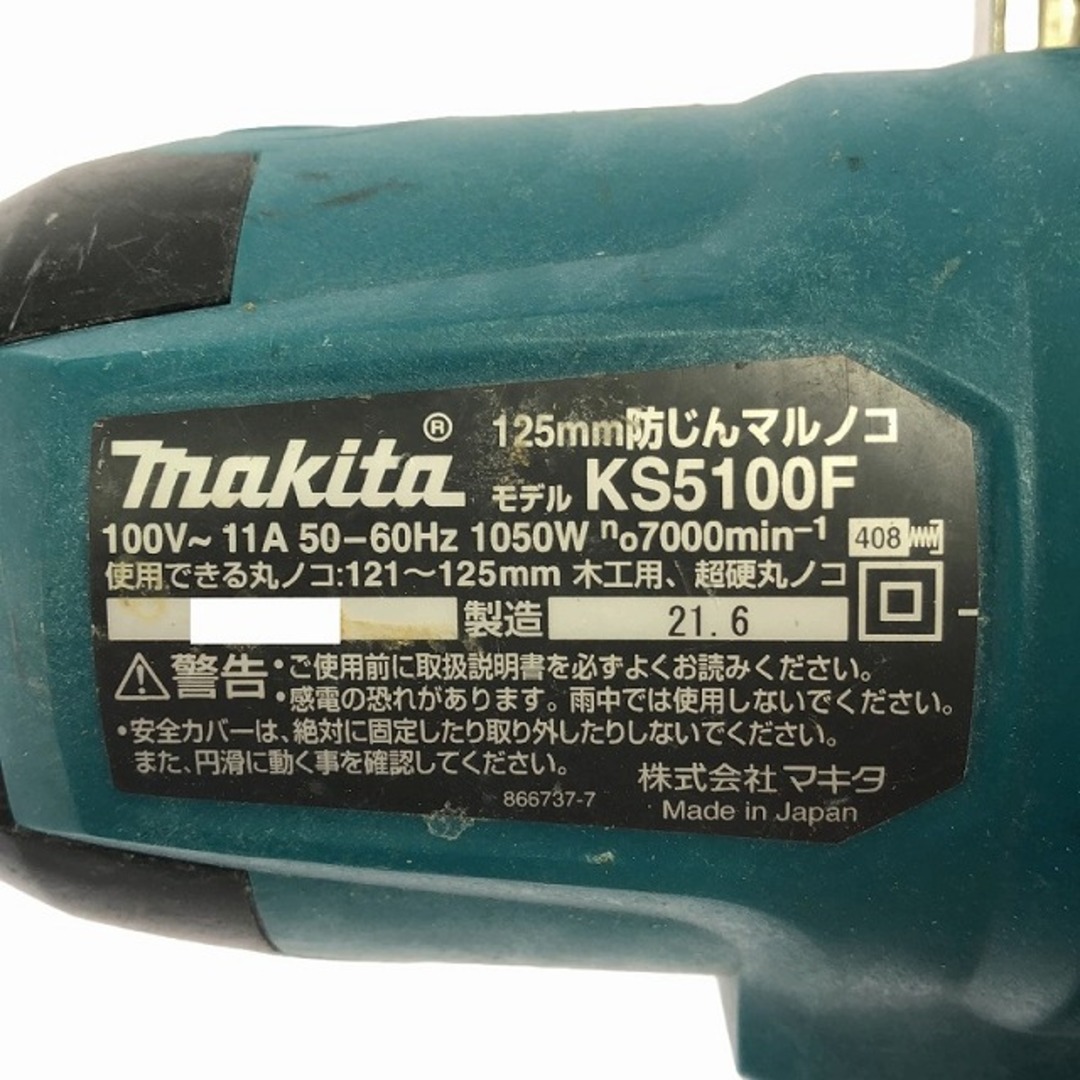 makita®
125mm防じんマルノコ
モデル KS5100F
100V~ 11A 50-60Hz 1050W n₀7000min⁻¹ 408
使用できる丸ノコ:121～125mm 木工用、超硬丸ノコ
製造 21.6
警告 •ご使用前に取扱説明書を必ずよくお読みください。
•感電の恐れがあります。雨中では使用しないでください。
•安全カバーは、絶対に固定したり取り外したりしないでください。
また、円滑に動く事を確認してください。
株式会社 マキタ
866737-7
Made in Japan